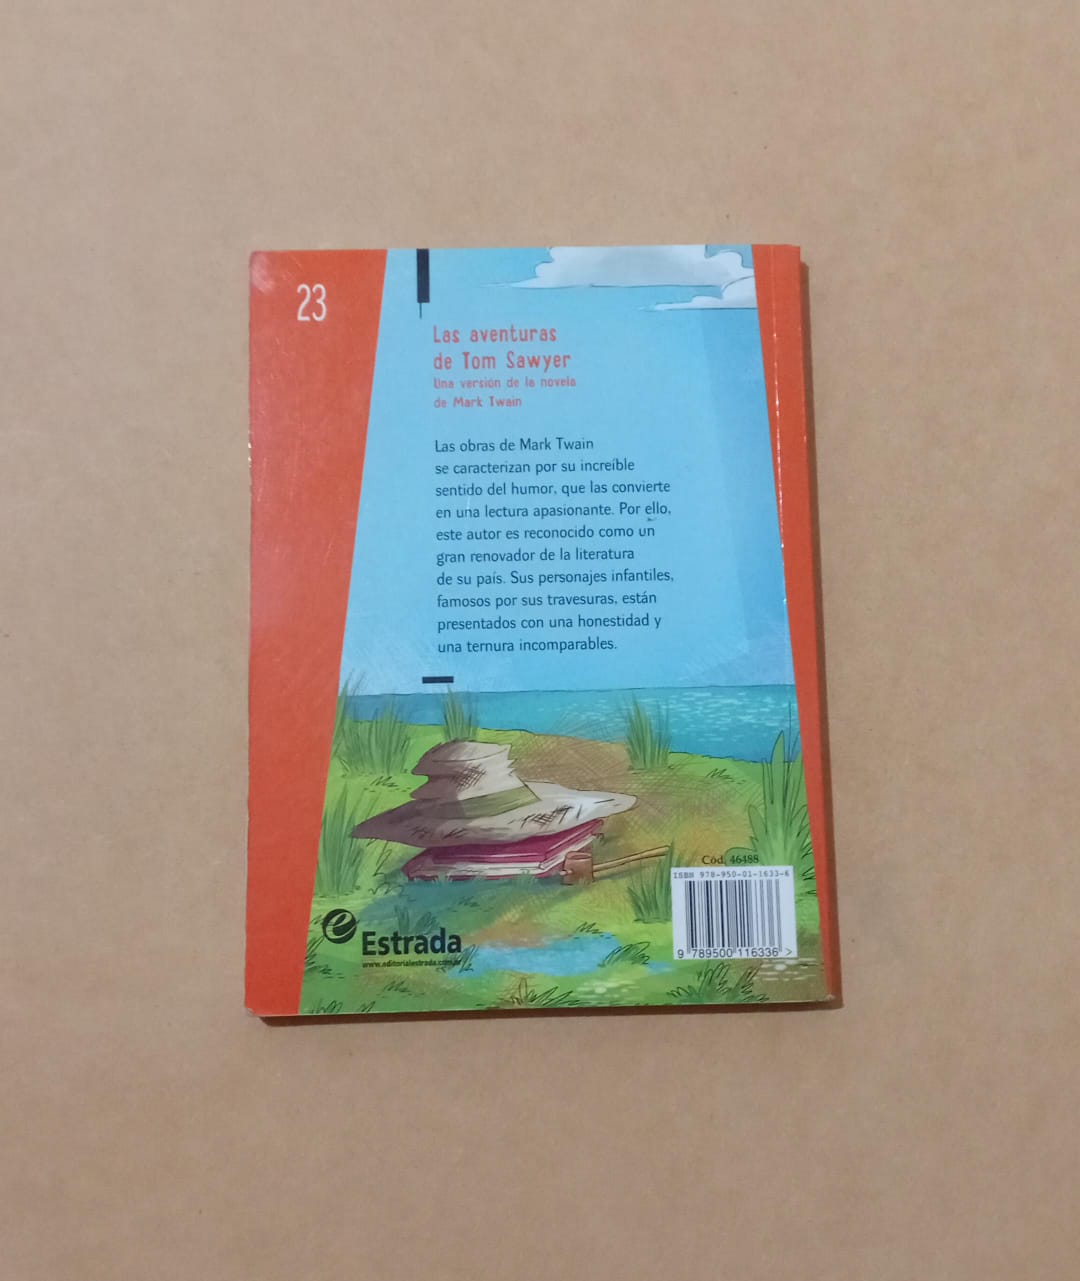 23
Las aventuras
de Tom Sawyer
Una versión de la novela
de Mark Twain
Las obras de Mark Twain
se caracterizan por su increíble
sentido del humor, que las convierte
en una lectura apasionante. Por ello,
este autor es reconocido como un
gran renovador de la literatura
de su país. Sus personajes infantiles,
famosos por sus travesuras, están
presentados con una honestidad y
una ternura incomparables.
Cód. 46488
ISBN 978-950-01-1633-6
9 789500 116336 >
e
Estrada
www.editorialestrada.com.ar